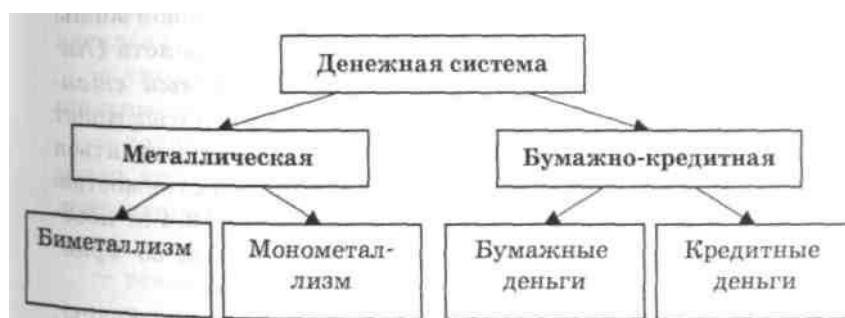 Денежная система
Металлическая
Бумажно-кредитная
Биметаллизм
Монометал-
лизм
Бумажные
деньги
Кредитные
деньги